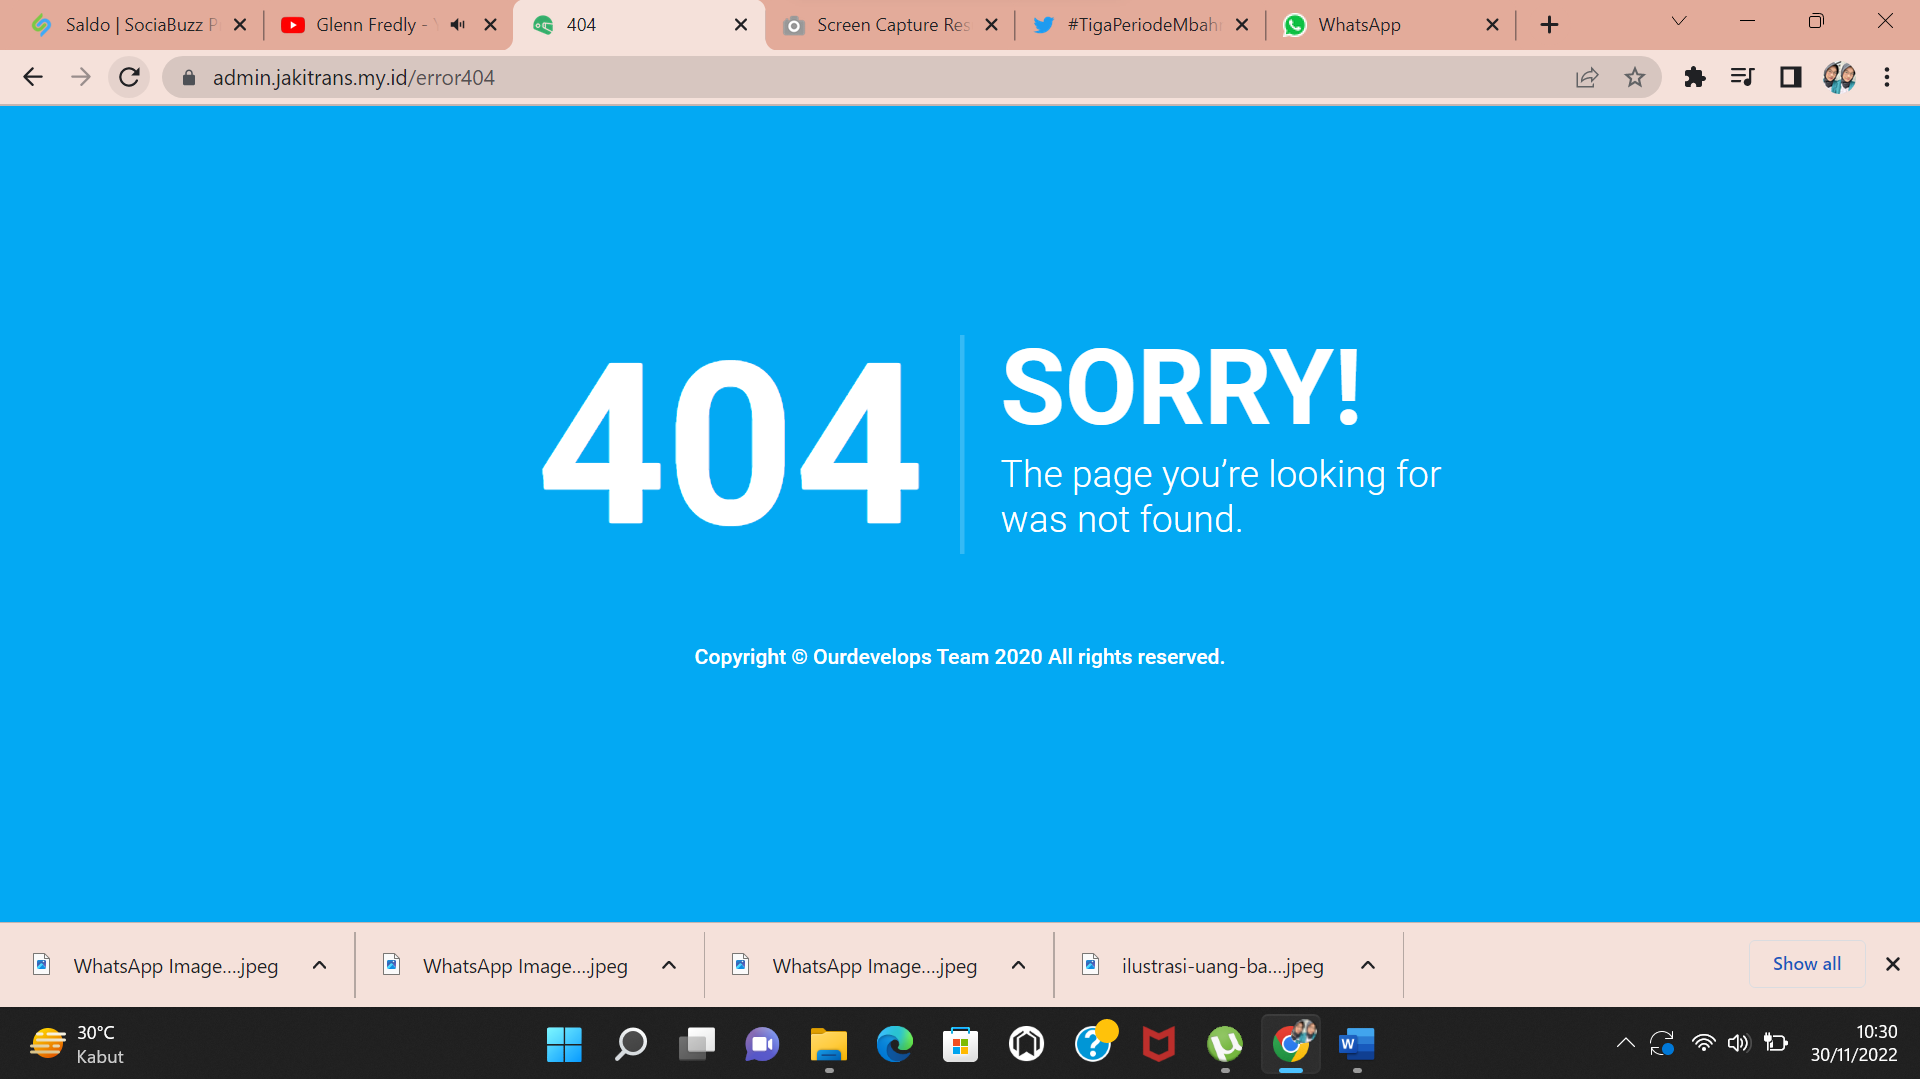 Saldo | SociaBuzz P
Glenn Fredly -
404
Screen Capture Res
#TigaPeriodeMbah
WhatsApp
admin.jakitrans.my.id/error404
404
SORRY!
The page you're looking for
was not found.
Copyright © Ourdevelops Team 2020 All rights reserved.
WhatsApp Image....jpeg
WhatsApp Image....jpeg
WhatsApp Image....jpeg
ilustrasi-uang-ba....jpeg
Show all
30°C
Kabut
10:30
30/11/2022